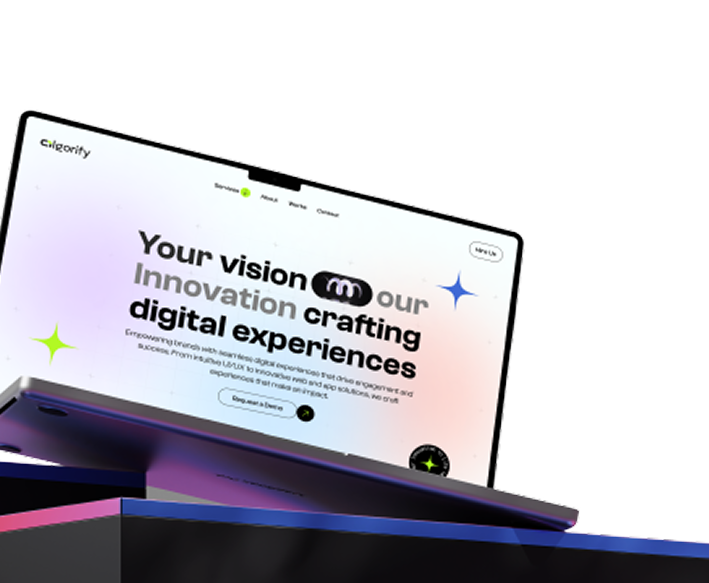 Algorify
Services About Works Contact
Hire Us
Your vision our
Innovation crafting
digital experiences
Empowering brands with seamless digital experiences that drive engagement and
success. From intuitive UI/UX to innovative web and app solutions, we craft
experiences that make an impact.
Request a Demo